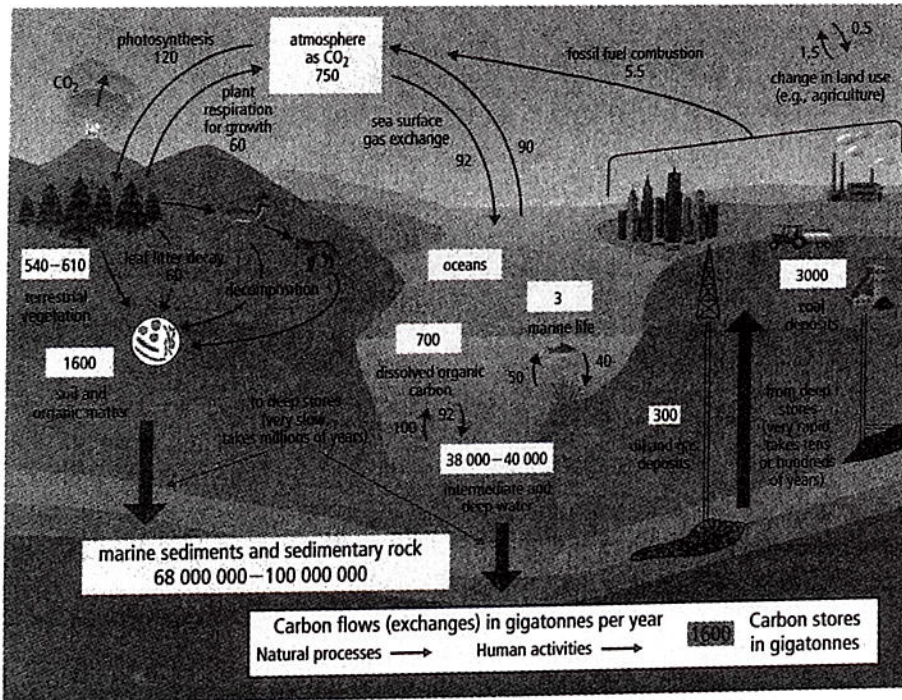 photosynthesis
120
atmosphere
as CO₂
750
fossil fuel combustion
5.5
0.5
1.5
change in land use
(e.g., agriculture)
CO₂
plant
respiration
for growth
60
sea surface
gas exchange
92
90
540–610
terrestrial
vegetation
leaf litter decay
60
decomposition
oceans
3
marine life
3000
coal
deposits
1600
soil and
organic matter
700
dissolved organic
carbon
50
40
100
92
to deep stores
(very slow,
takes millions of years)
300
oil and gas
deposits
from deep
stores
(very rapid,
takes tens
or hundreds
of years)
38 000–40 000
intermediate and
deep water
marine sediments and sedimentary rock
68 000 000–100 000 000
Carbon flows (exchanges) in gigatonnes per year
Natural processes
Human activities
1600
Carbon stores
in gigatonnes